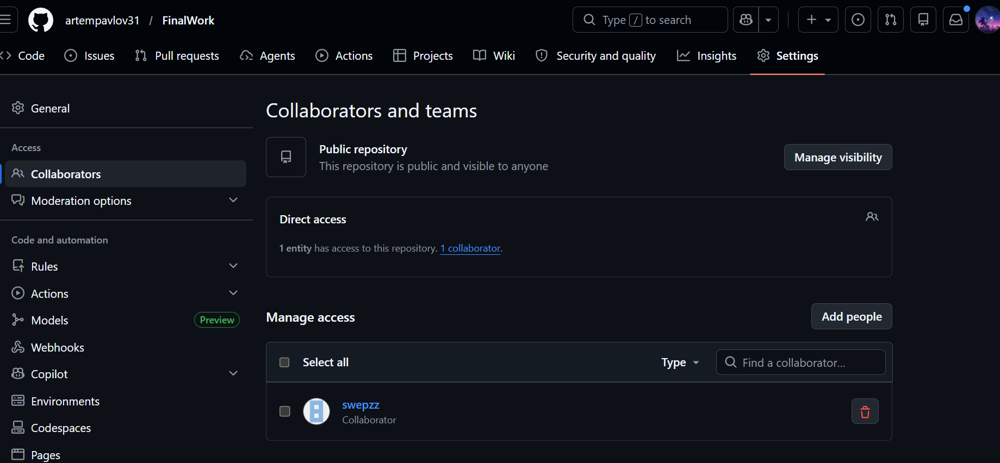 artempavlov31 / FinalWork
Type / to search
Code
Issues
Pull requests
Agents
Actions
Projects
Wiki
Security and quality
Insights
Settings
General
Access
Collaborators
Moderation options
Code and automation
Rules
Actions
Models
Preview
Webhooks
Copilot
Environments
Codespaces
Pages
Collaborators and teams
Public repository
This repository is public and visible to anyone
Manage visibility
Direct access
1 entity has access to this repository. 1 collaborator.
Manage access
Add people
Select all
Type
Find a collaborator...
swepzz
Collaborator